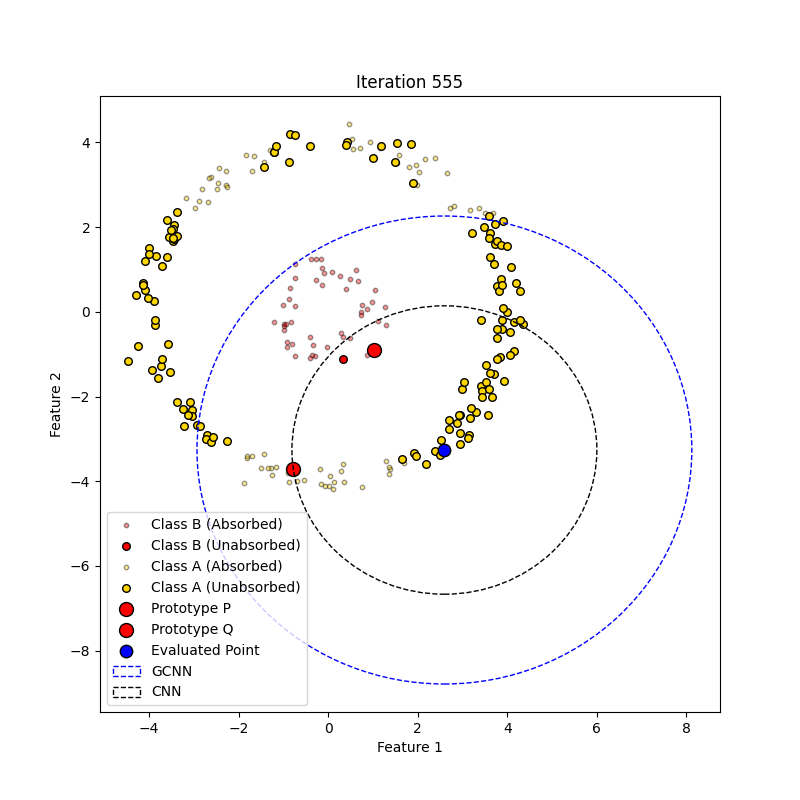 Iteration 555
4
2
0
−2
−4
−6
−8
Feature 2
Class B (Absorbed)
Class B (Unabsorbed)
Class A (Absorbed)
Class A (Unabsorbed)
Prototype P
Prototype Q
Evaluated Point
GCNN
CNN
−4 −2 0 2 4 6 8
Feature 1